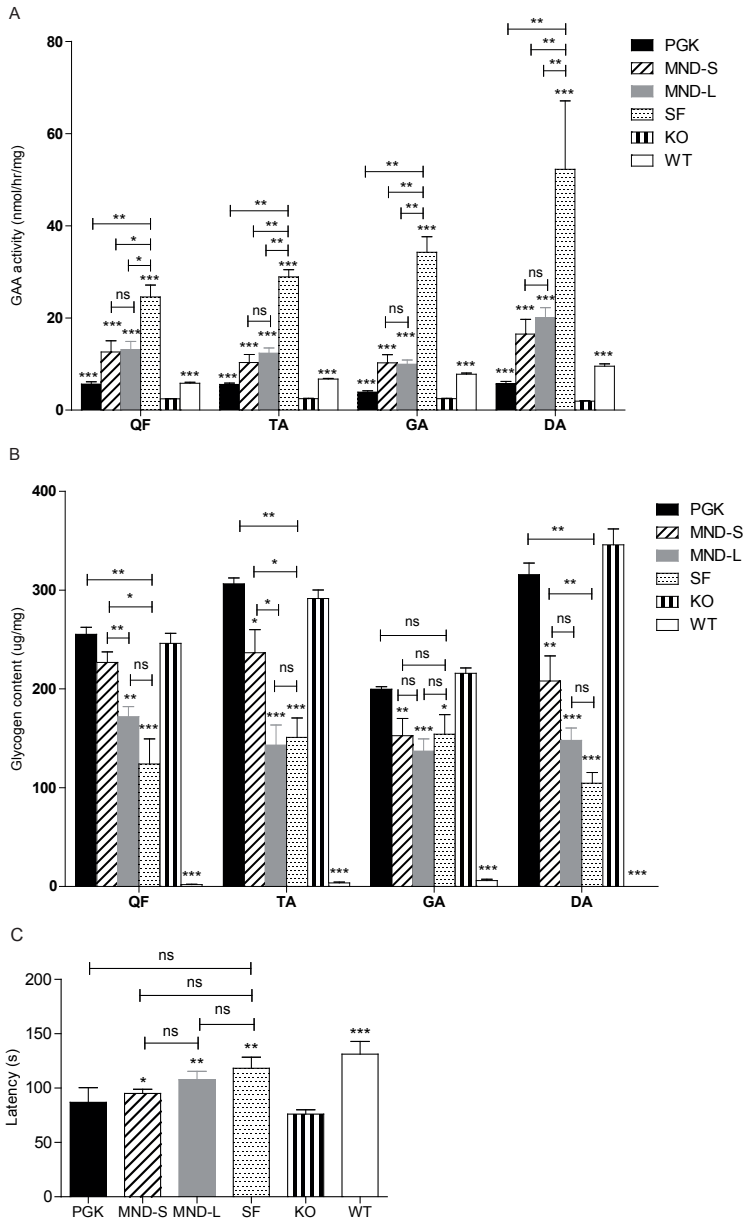 A
GAA activity (nmol/hr/mg)
80
60
40
20
0
** ** ** ***
** ** ** ***
** ** ** ***
** * * ***
ns ns ns ns
*** *** *** *** ***
*** *** *** *** ***
*** *** *** *** ***
*** *** *** *** ***
QF TA GA DA
PGK
MND-S
MND-L
SF
KO
WT
B
Glycogen content (ug/mg)
400
300
200
100
0
** * ** ns ** *** ***
** * * ns * *** *** ***
ns ns ns ns ** *** * ***
** ** ns ns ** *** *** ***
QF TA GA DA
PGK
MND-S
MND-L
SF
KO
WT
C
Latency (s)
200
150
100
50
0
ns
ns
ns
ns
* ** ** ***
PGK MND-S MND-L SF KO WT